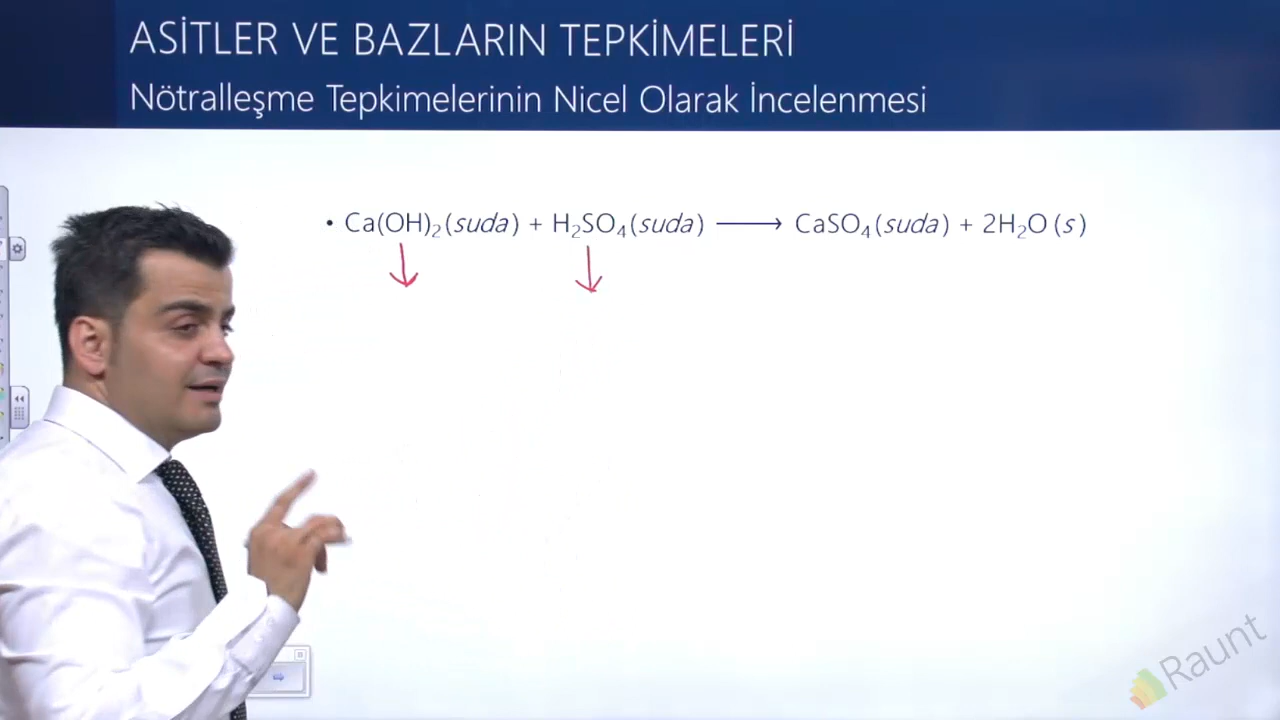 ASİTLER VE BAZLARIN TEPKİMELERİ
Nötralleşme Tepkimelerinin Nicel Olarak İncelenmesi
• Ca(OH)₂(suda) + H₂SO₄(suda) ⟶ CaSO₄(suda) + 2H₂O(s)
Raunt